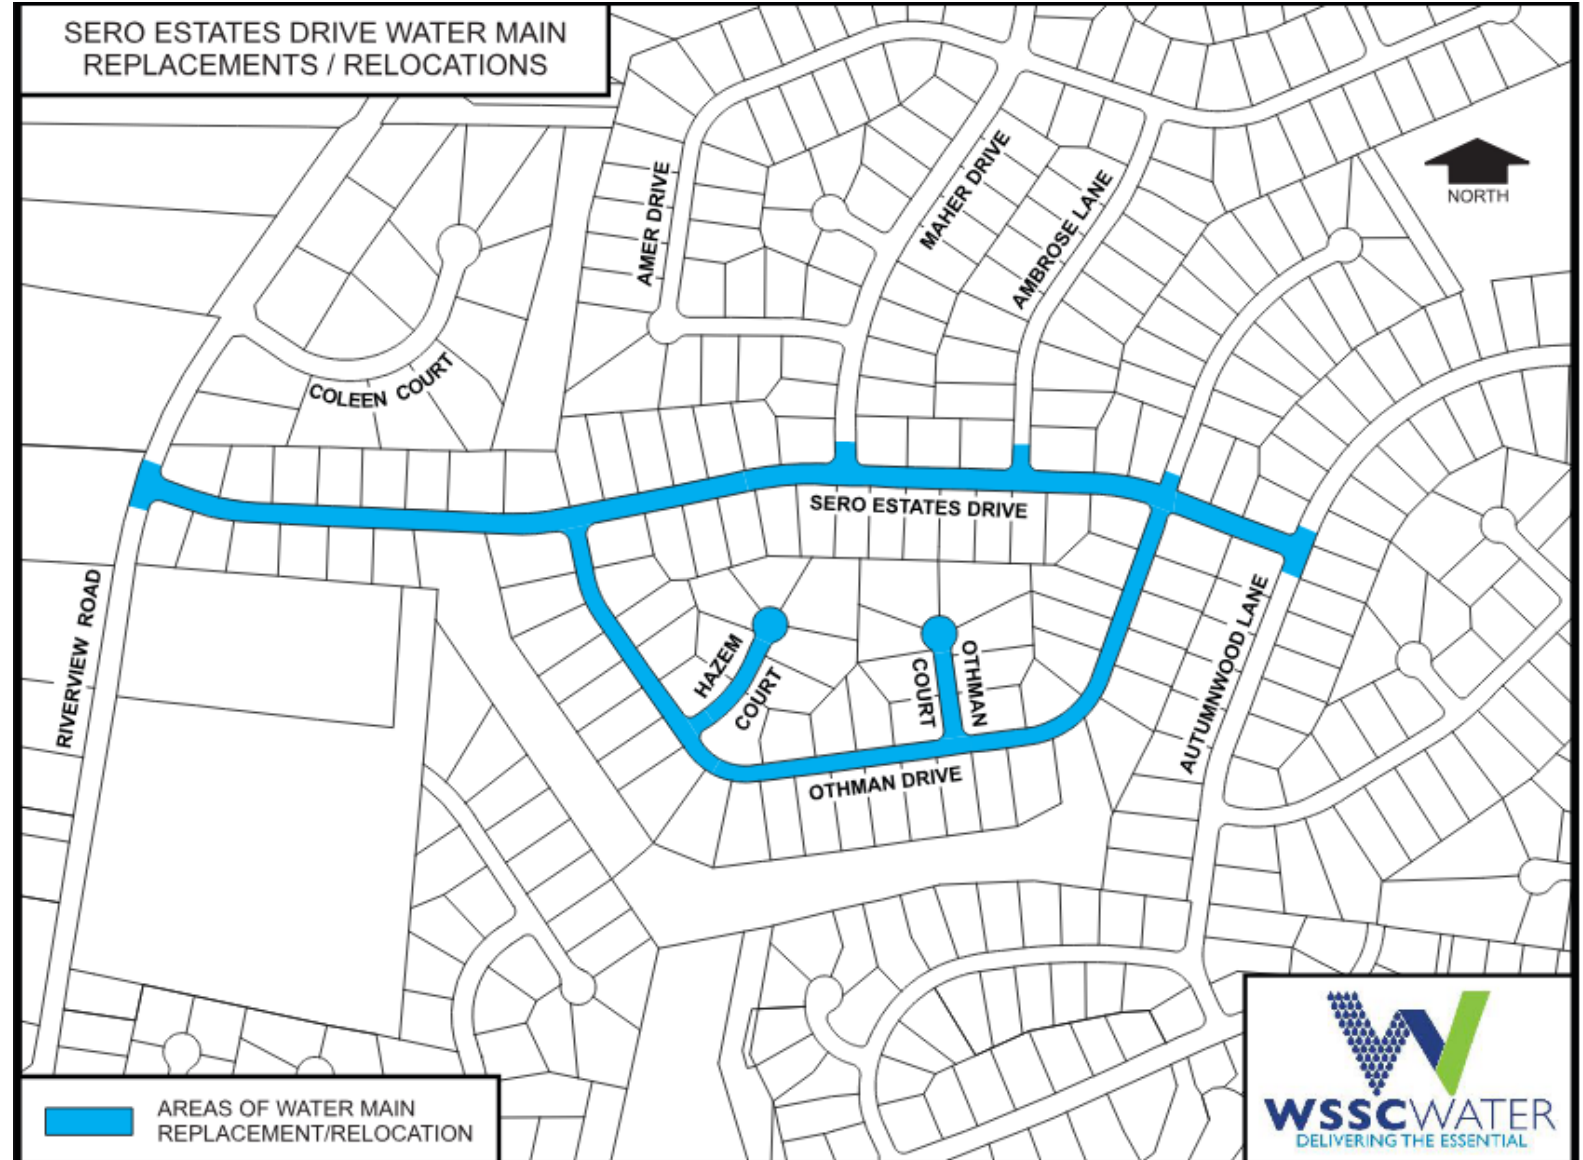 SERO ESTATES DRIVE WATER MAIN
REPLACEMENTS / RELOCATIONS
NORTH
AMER DRIVE
MAHER DRIVE
AMBROSE LANE
COLEEN COURT
SERO ESTATES DRIVE
RIVERVIEW ROAD
HAZEM
COURT
OTHMAN
COURT
AUTUMNWOOD LANE
OTHMAN DRIVE
AREAS OF WATER MAIN
REPLACEMENT/RELOCATION
WSSCWATER
DELIVERING THE ESSENTIAL